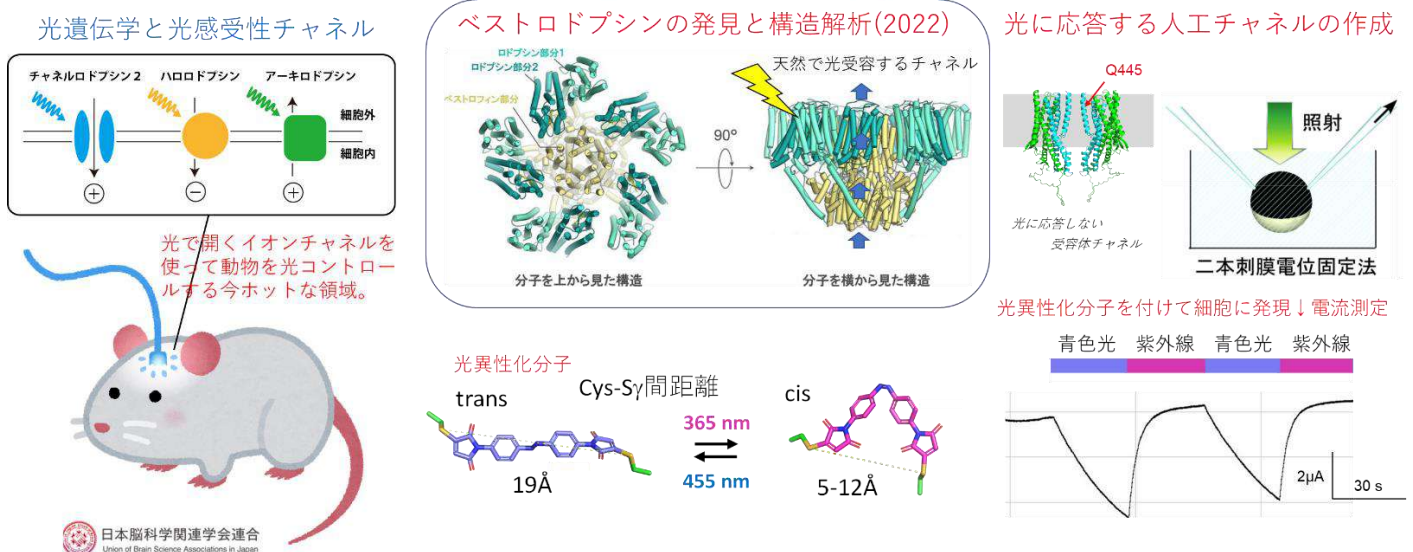 光遺伝学と光感受性チャネル
チャネルロドプシン2
ハロロドプシン
アーキロドプシン
細胞外
細胞内
+
−
+
光で開くイオンチャネルを
使って動物を光コントロー
ルする今ホットな領域。
日本脳科学関連学会連合
Union of Brain Science Associations in Japan
ベストロドプシンの発見と構造解析(2022)
ロドプシン部分1
ロドプシン部分2
ベストロフィン部分
天然で光受容するチャネル
90°
分子を上から見た構造
分子を横から見た構造
光異性化分子
Cys-Sγ間距離
trans
cis
365 nm
455 nm
19Å
5-12Å
光に応答する人工チャネルの作成
Q445
照射
光に応答しない
受容体チャネル
二本刺膜電位固定法
光異性化分子を付けて細胞に発現↓電流測定
青色光 紫外線 青色光 紫外線
2μA
30 s